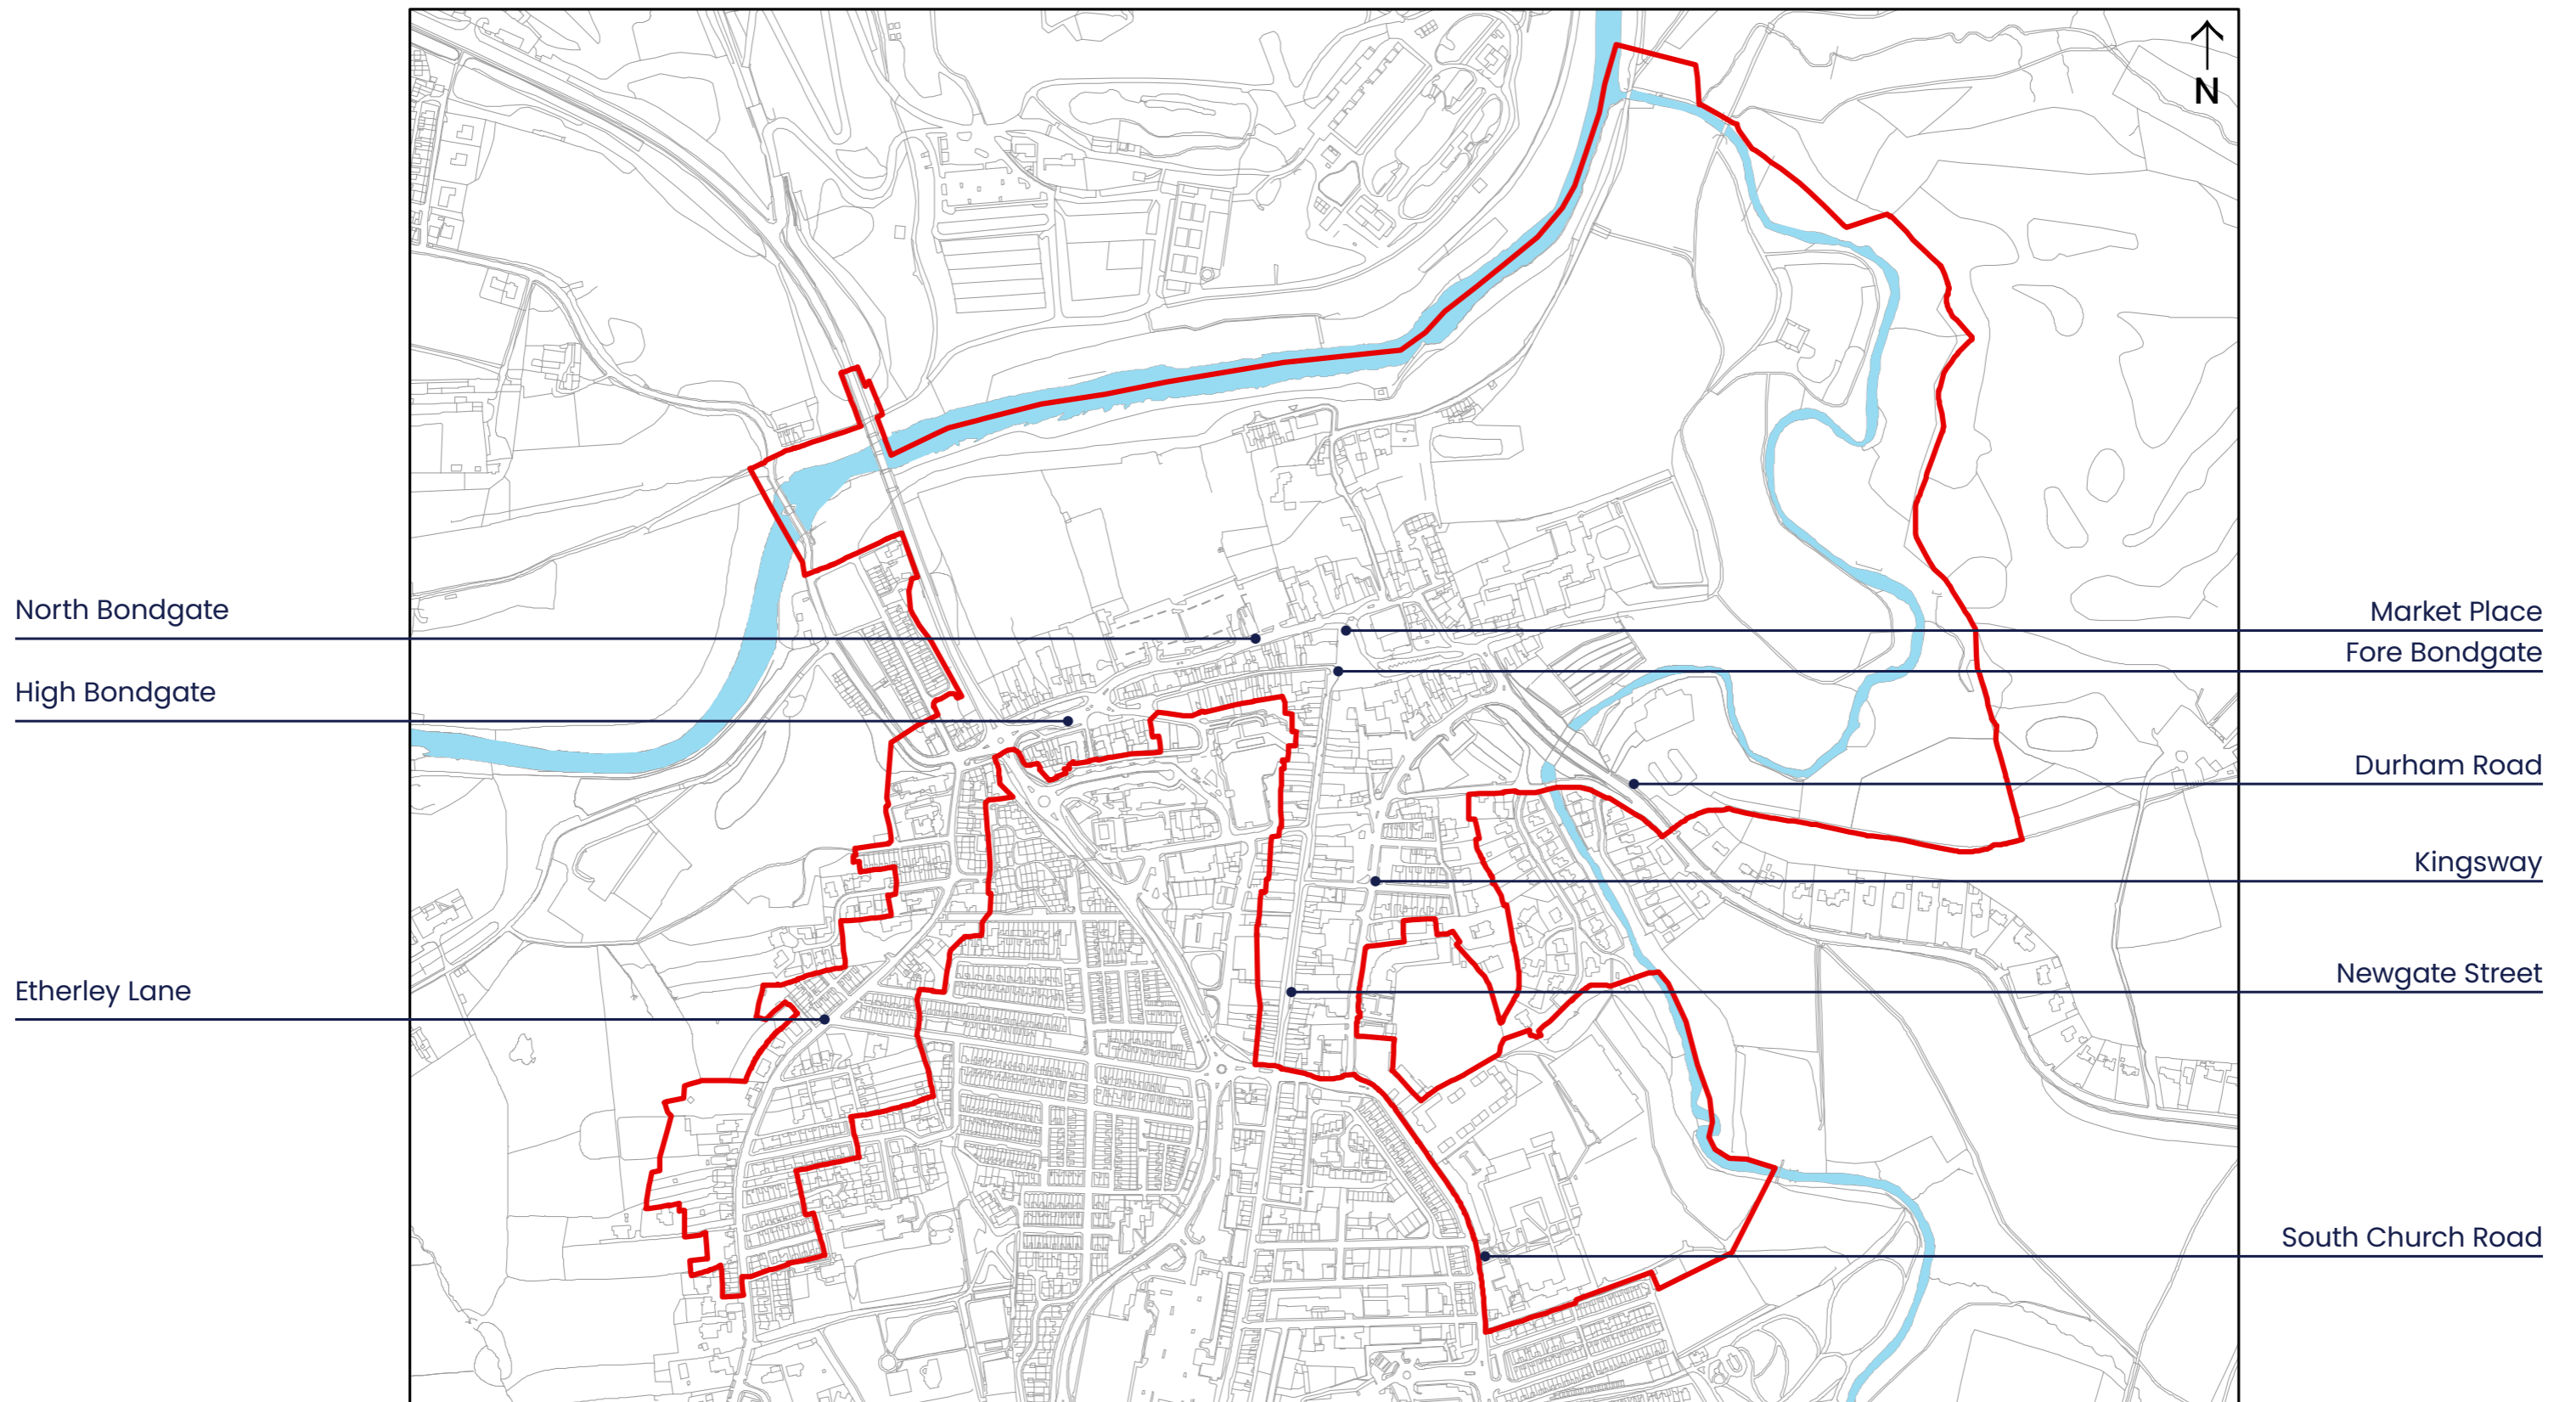 N
North Bondgate
High Bondgate
Etherley Lane
Market Place
Fore Bondgate
Durham Road
Kingsway
Newgate Street
South Church Road